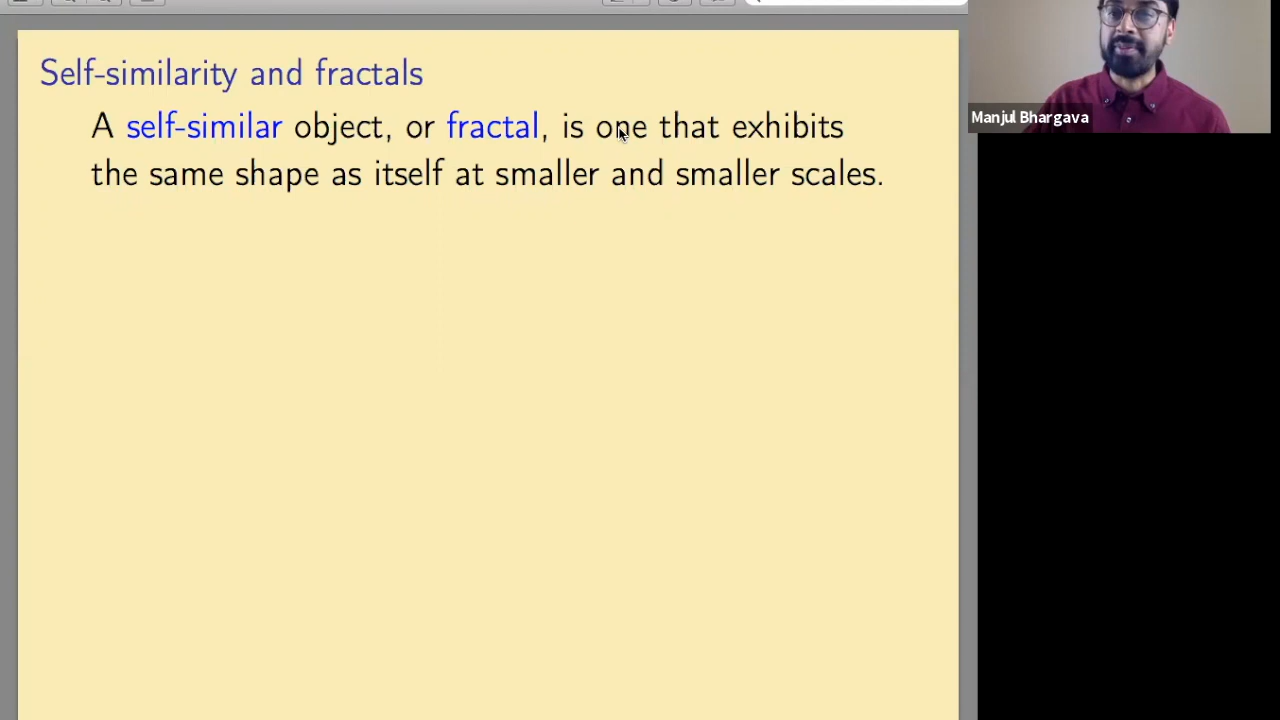 Self-similarity and fractals
A self-similar object, or fractal, is one that exhibits
the same shape as itself at smaller and smaller scales.
Manjul Bhargava